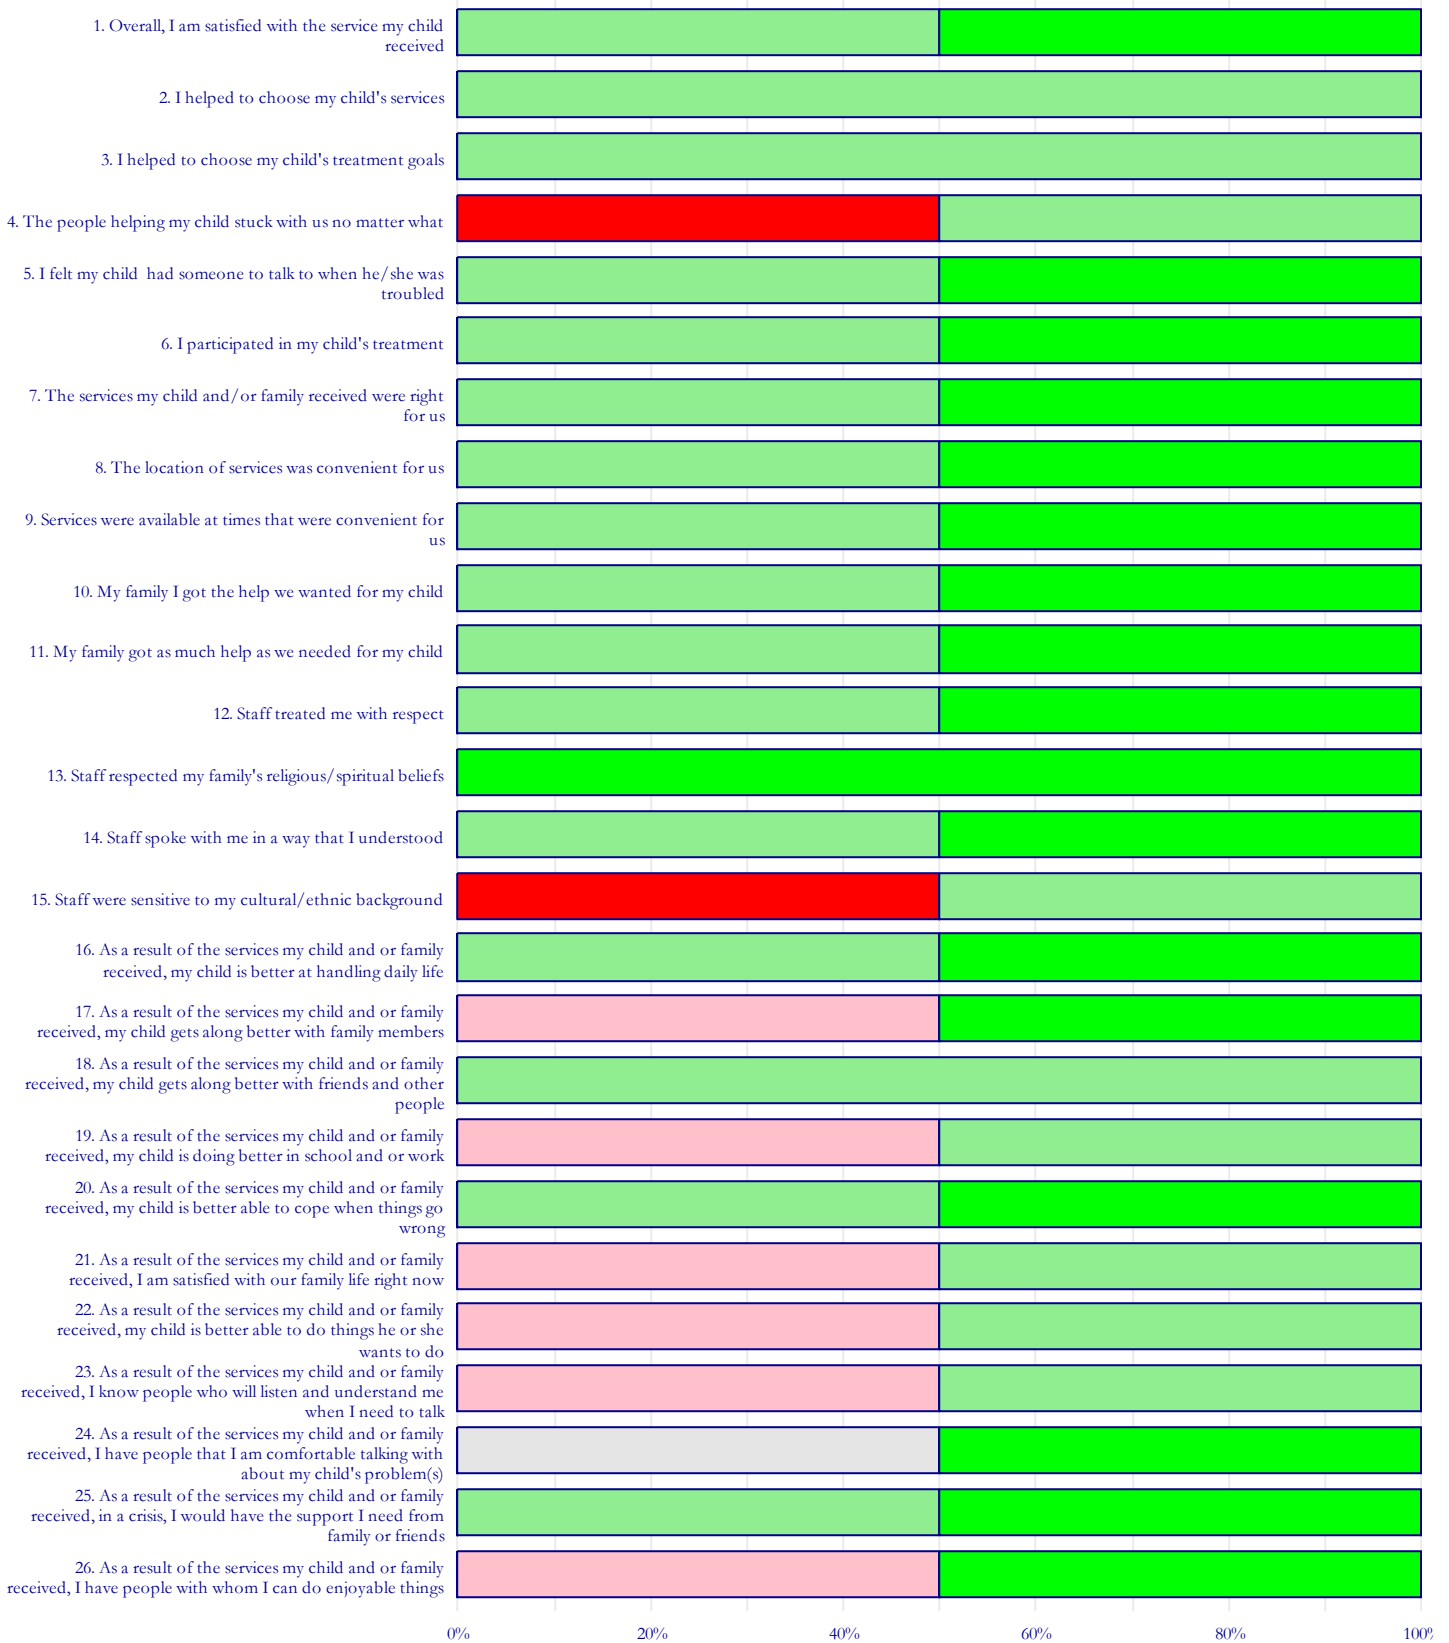 1. Overall, I am satisfied with the service my child
received
2. I helped to choose my child's services
3. I helped to choose my child's treatment goals
4. The people helping my child stuck with us no matter what
5. I felt my child  had someone to talk to when he/she was
troubled
6. I participated in my child's treatment
7. The services my child and/or family received were right
for us
8. The location of services was convenient for us
9. Services were available at times that were convenient for
us
10. My family I got the help we wanted for my child
11. My family got as much help as we needed for my child
12. Staff treated me with respect
13. Staff respected my family's religious/spiritual beliefs
14. Staff spoke with me in a way that I understood
15. Staff were sensitive to my cultural/ethnic background
16. As a result of the services my child and or family
received, my child is better at handling daily life
17. As a result of the services my child and or family
received, my child gets along better with family members
18. As a result of the services my child and or family
received, my child gets along better with friends and other
people
19. As a result of the services my child and or family
received, my child is doing better in school and or work
20. As a result of the services my child and or family
received, my child is better able to cope when things go
wrong
21. As a result of the services my child and or family
received, I am satisfied with our family life right now
22. As a result of the services my child and or family
received, my child is better able to do things he or she
wants to do
23. As a result of the services my child and or family
received, I know people who will listen and understand me
when I need to talk
24. As a result of the services my child and or family
received, I have people that I am comfortable talking with
about my child's problem(s)
25. As a result of the services my child and or family
received, in a crisis, I would have the support I need from
family or friends
26. As a result of the services my child and or family
received, I have people with whom I can do enjoyable things
0% 20% 40% 60% 80% 100%